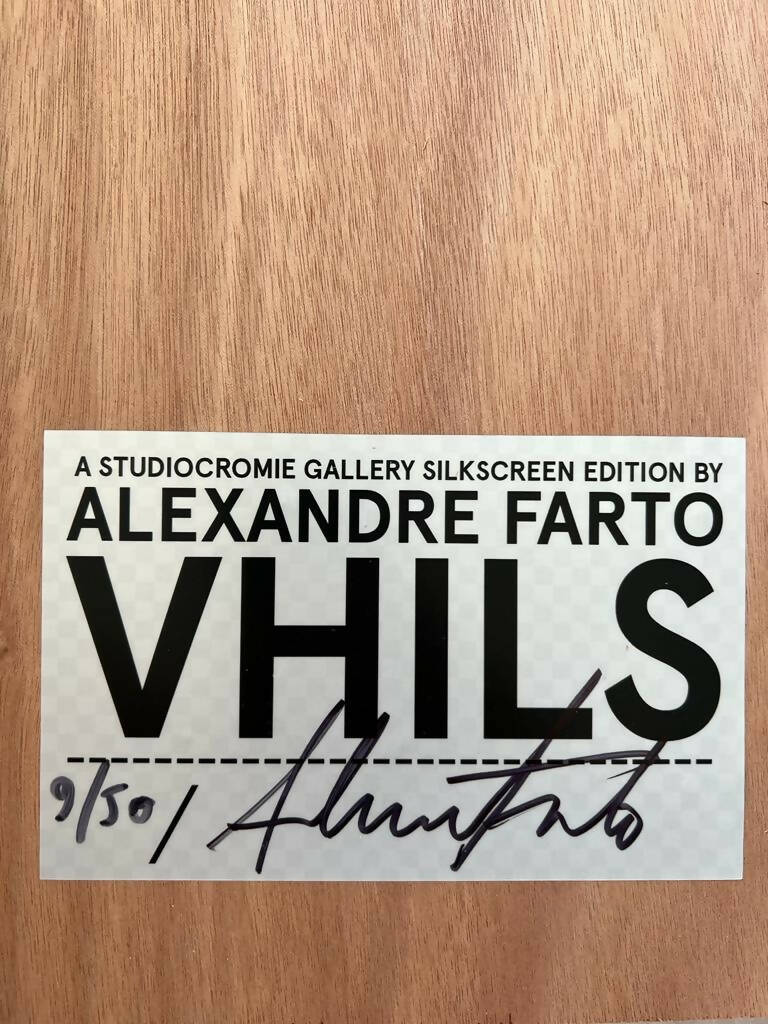 A STUDIOCROMIE GALLERY SILKSCREEN EDITION BY
ALEXANDRE FARTO
VHILS
9/50 /